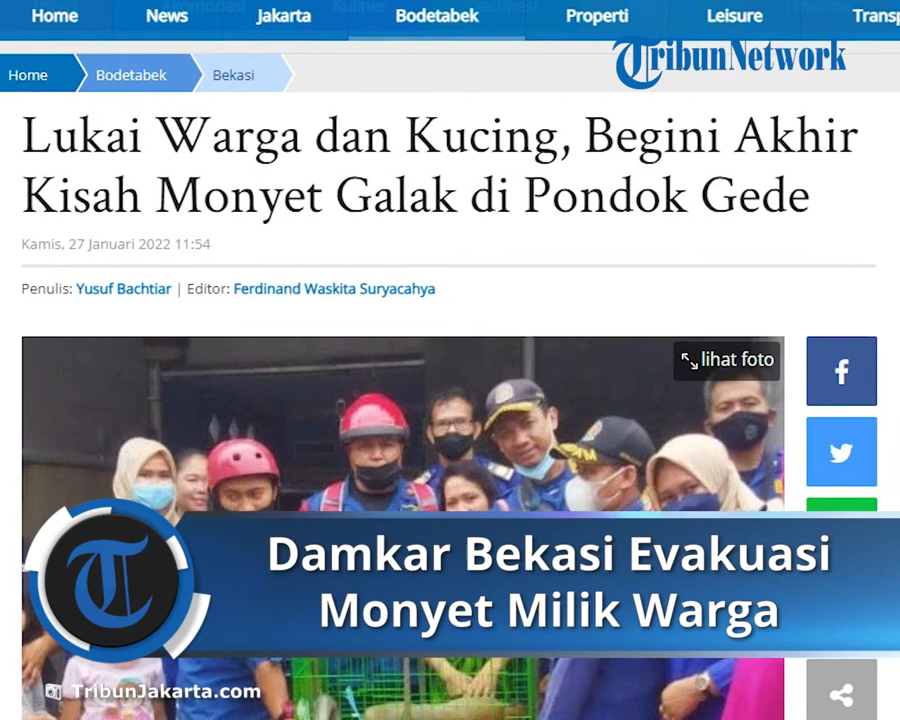 Home News Jakarta Bodetabek Properti Leisure Transp
TribunNetwork
Home Bodetabek Bekasi
Lukai Warga dan Kucing, Begini Akhir
Kisah Monyet Galak di Pondok Gede
Kamis, 27 Januari 2022 11:54
Penulis: Yusuf Bachtiar | Editor: Ferdinand Waskita Suryacahya
lihat foto
Damkar Bekasi Evakuasi
Monyet Milik Warga
TribunJakarta.com